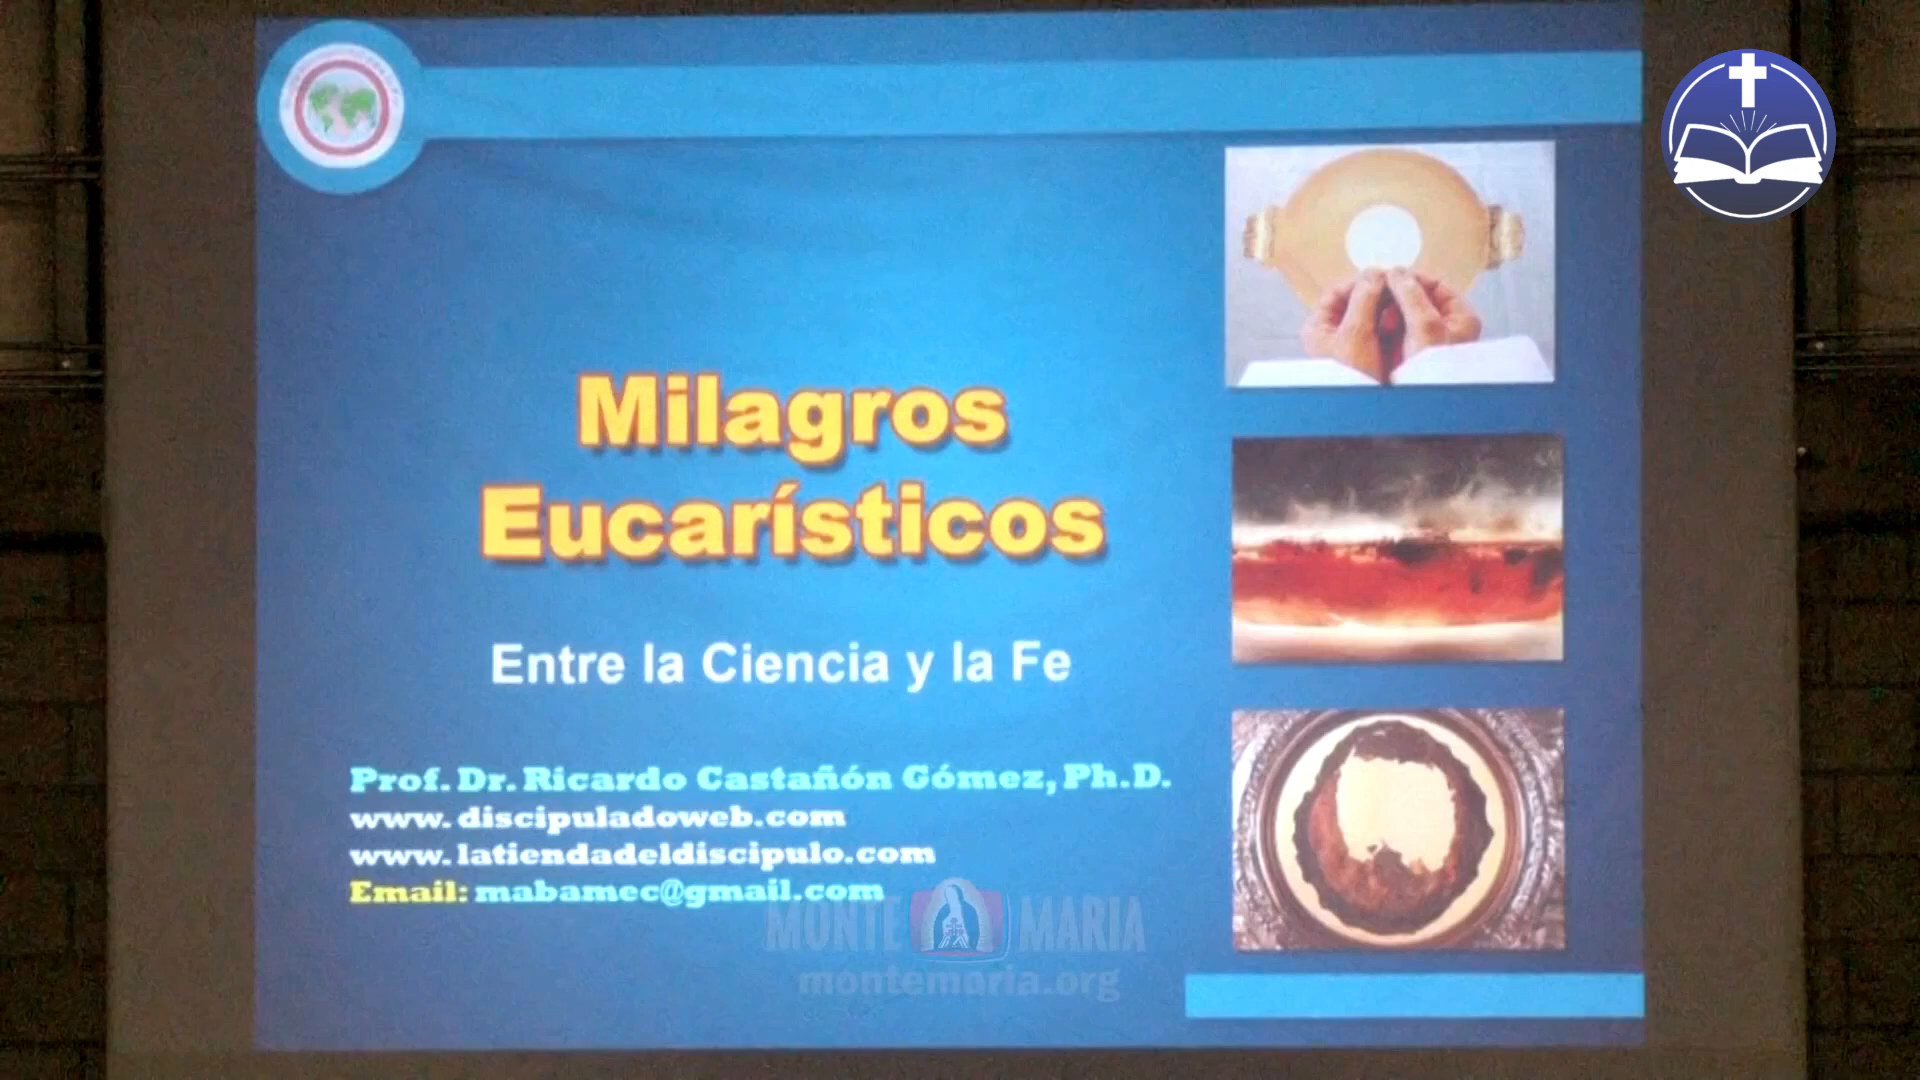 Milagros
Eucarísticos
Entre la Ciencia y la Fe
Prof. Dr. Ricardo Castañón Gómez, Ph.D.
www.discipuladoweb.com
www.latiendadeldiscipulo.com
Email: mabamec@gmail.com
MONTE MARIA
montemaria.org